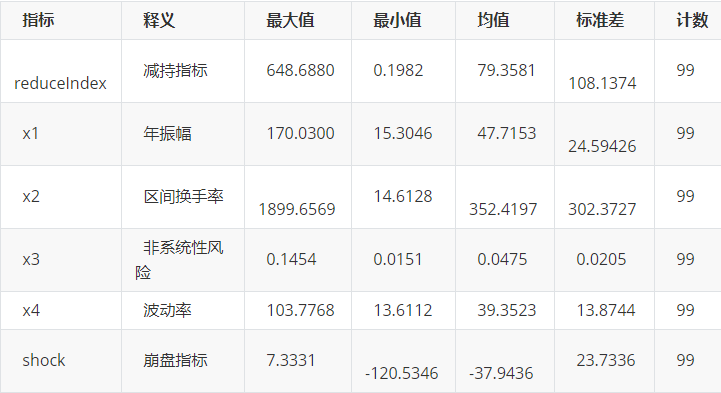 指标 释义 最大值 最小值 均值 标准差 计数
reduceIndex 减持指标 648.6880 0.1982 79.3581 108.1374 99
x1 年振幅 170.0300 15.3046 47.7153 24.59426 99
x2 区间换手率 1899.6569 14.6128 352.4197 302.3727 99
x3 非系统性风险 0.1454 0.0151 0.0475 0.0205 99
x4 波动率 103.7768 13.6112 39.3523 13.8744 99
shock 崩盘指标 7.3331 -120.5346 -37.9436 23.7336 99